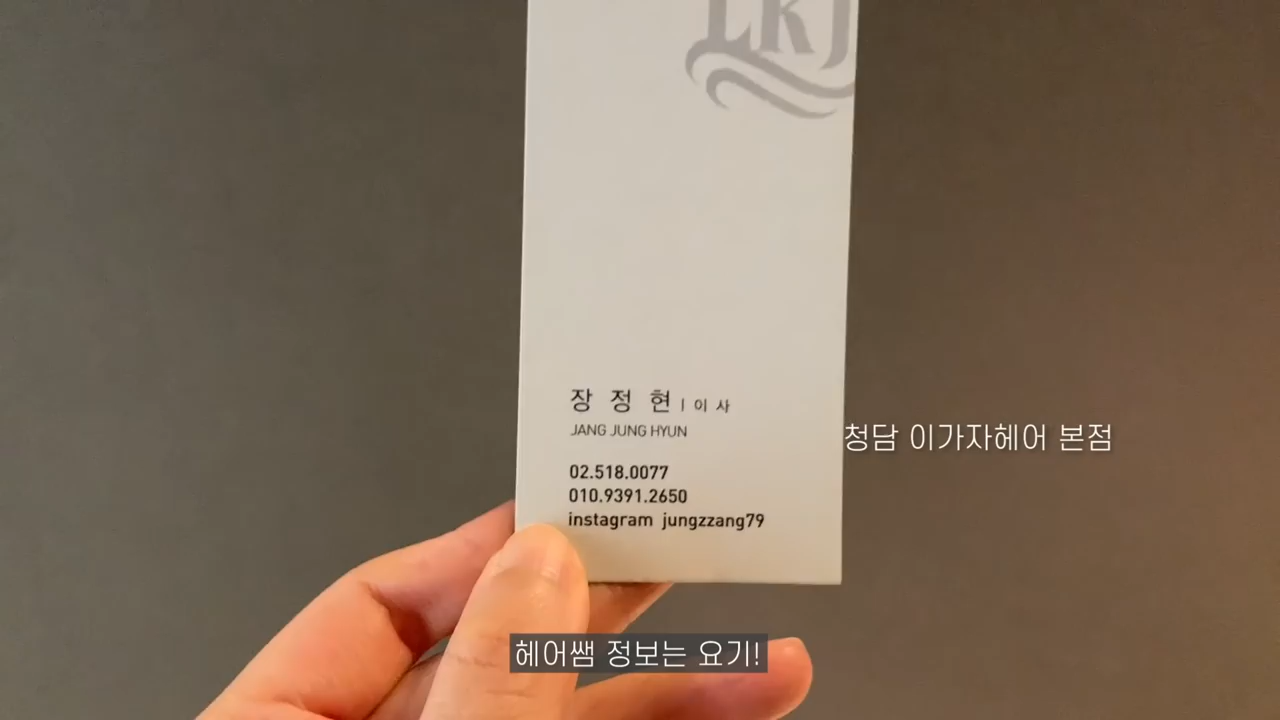 LKJ
장 정 현 | 이 사
JANG JUNG HYUN
청담 이가자헤어 본점
02.518.0077
010.9391.2650
instagram jungzzang79
헤어쌤 정보는 요기!